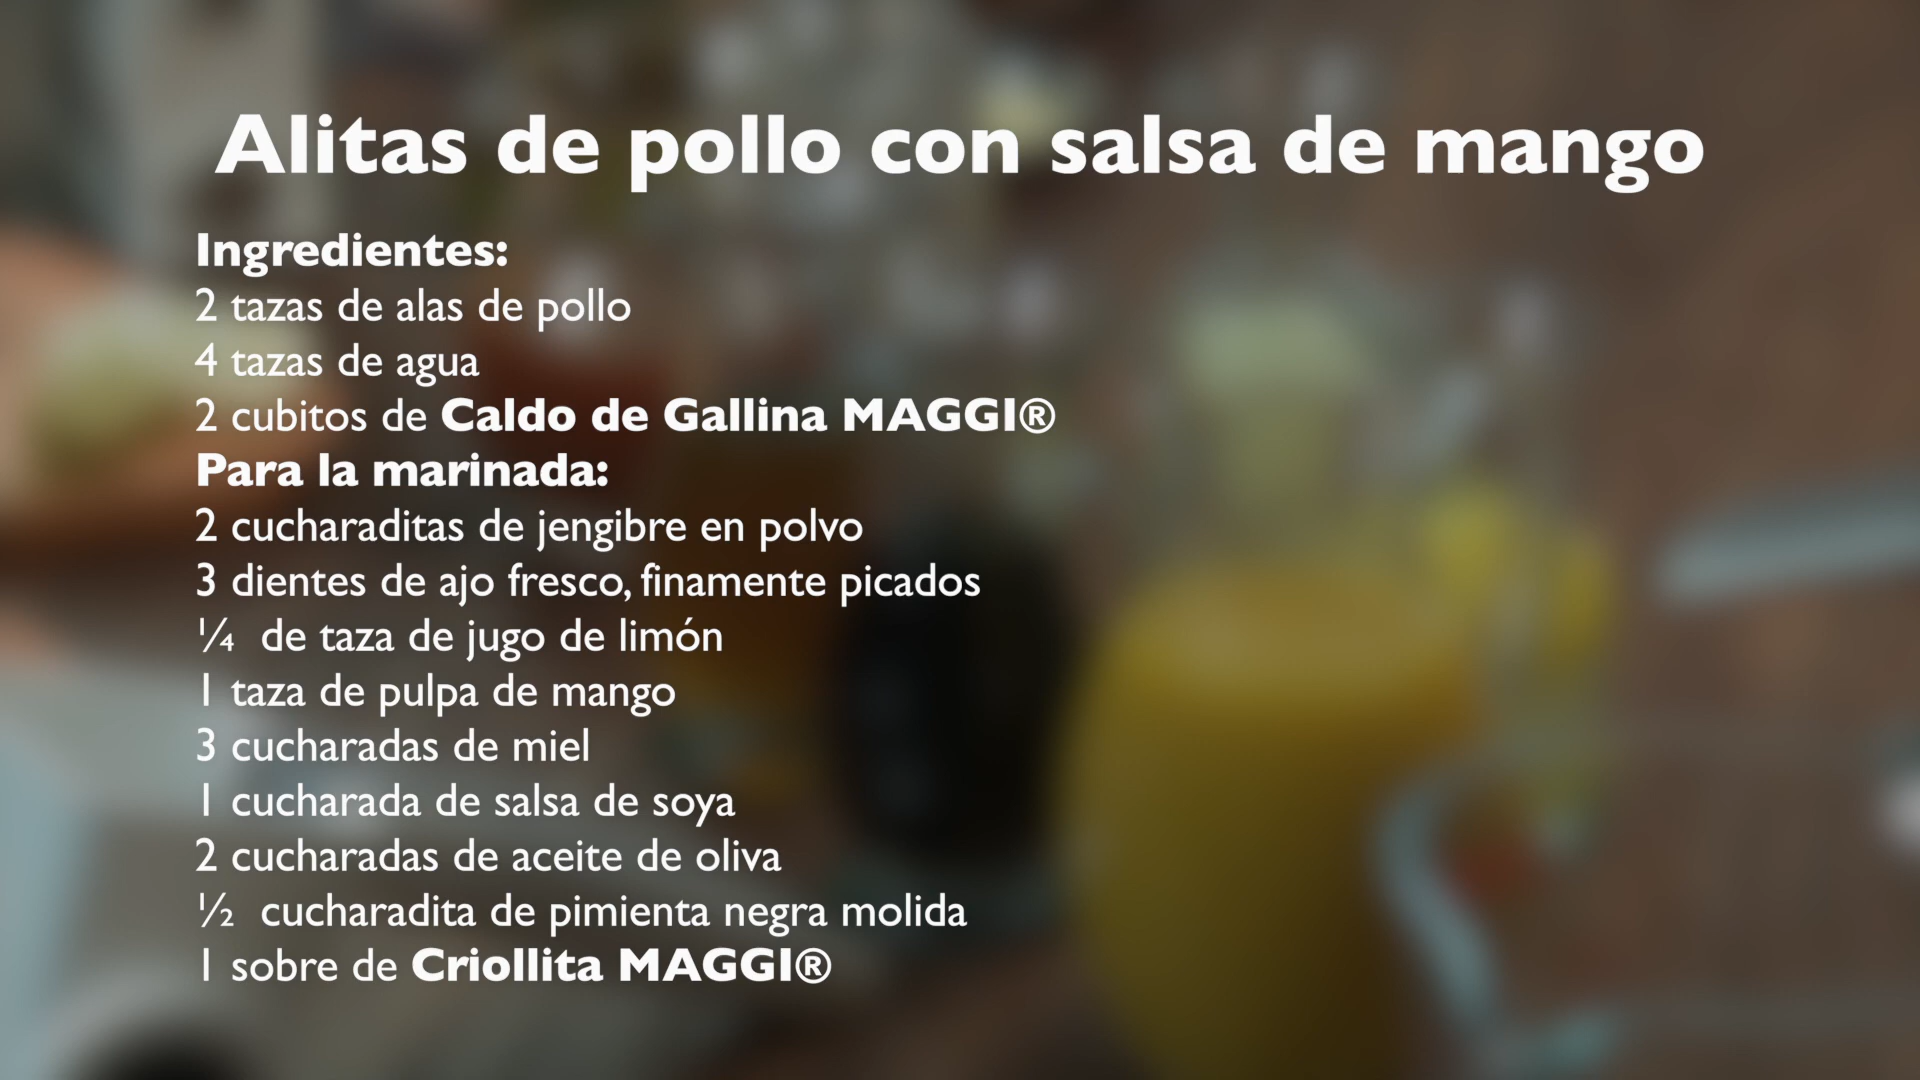 Alitas de pollo con salsa de mango
Ingredientes:
2 tazas de alas de pollo
4 tazas de agua
2 cubitos de Caldo de Gallina MAGGI®
Para la marinada:
2 cucharaditas de jengibre en polvo
3 dientes de ajo fresco, finamente picados
¼ de taza de jugo de limón
1 taza de pulpa de mango
3 cucharadas de miel
1 cucharada de salsa de soya
2 cucharadas de aceite de oliva
½ cucharadita de pimienta negra molida
1 sobre de Criollita MAGGI®